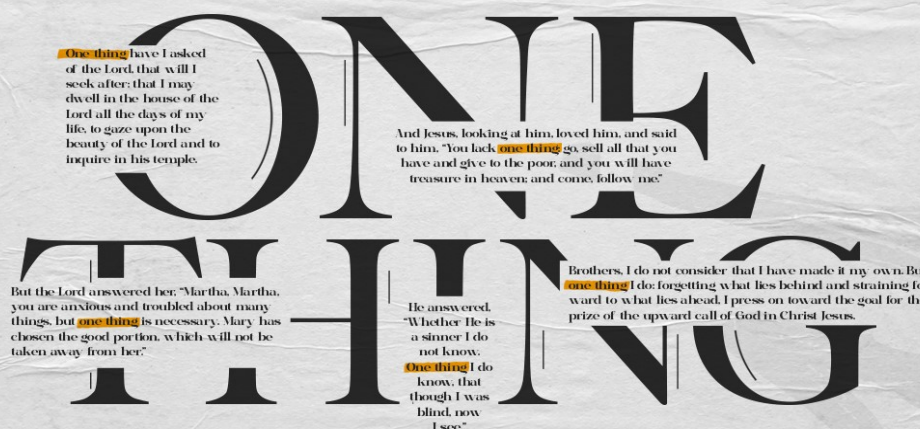 ONE
One thing have I asked
of the Lord, that will I
seek after: that I may
dwell in the house of the
Lord all the days of my
life, to gaze upon the
beauty of the Lord and to
inquire in his temple.
And Jesus, looking at him, loved him, and said
to him, "You lack one thing: go, sell all that you
have and give to the poor, and you will have
treasure in heaven; and come, follow me."
THING
But the Lord answered her, "Martha, Martha,
you are anxious and troubled about many
things, but one thing is necessary. Mary has
chosen the good portion, which will not be
taken away from her."
He answered,
"Whether He is
a sinner I do
not know.
One thing I do
know, that
though I was
blind, now
I see"
Brothers, I do not consider that I have made it my own. Bu
one thing I do: forgetting what lies behind and straining fo
ward to what lies ahead, I press on toward the goal for th
prize of the upward call of God in Christ Jesus.